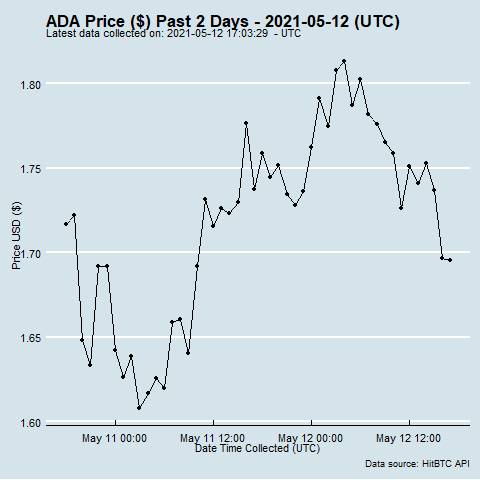 ADA Price ($) Past 2 Days - 2021-05-12 (UTC)
Latest data collected on: 2021-05-12 17:03:29 - UTC
Price USD ($)
1.80
1.75
1.70
1.65
1.60
May 11 00:00 May 11 12:00 May 12 00:00 May 12 12:00
Date Time Collected (UTC)
Data source: HitBTC API